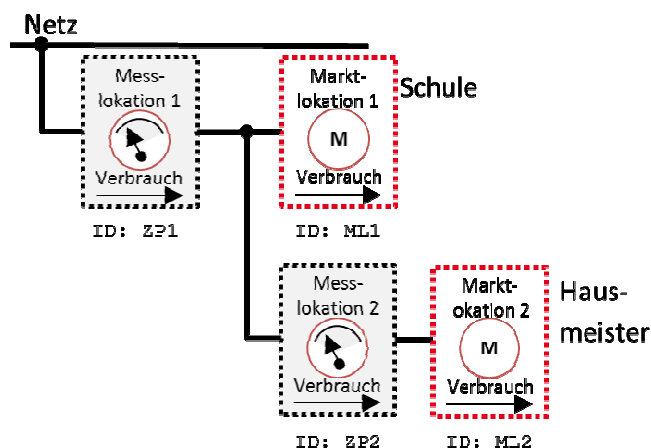 Netz
Mess-
lokation 1
Verbrauch
ID: ZP1
Markt-
lokation 1
M
Verbrauch
ID: ML1
Schule
Mess-
lokation 2
Verbrauch
ID: ZP2
Markt-
okation 2
M
Verbrauch
ID: ML2
Haus-
meister